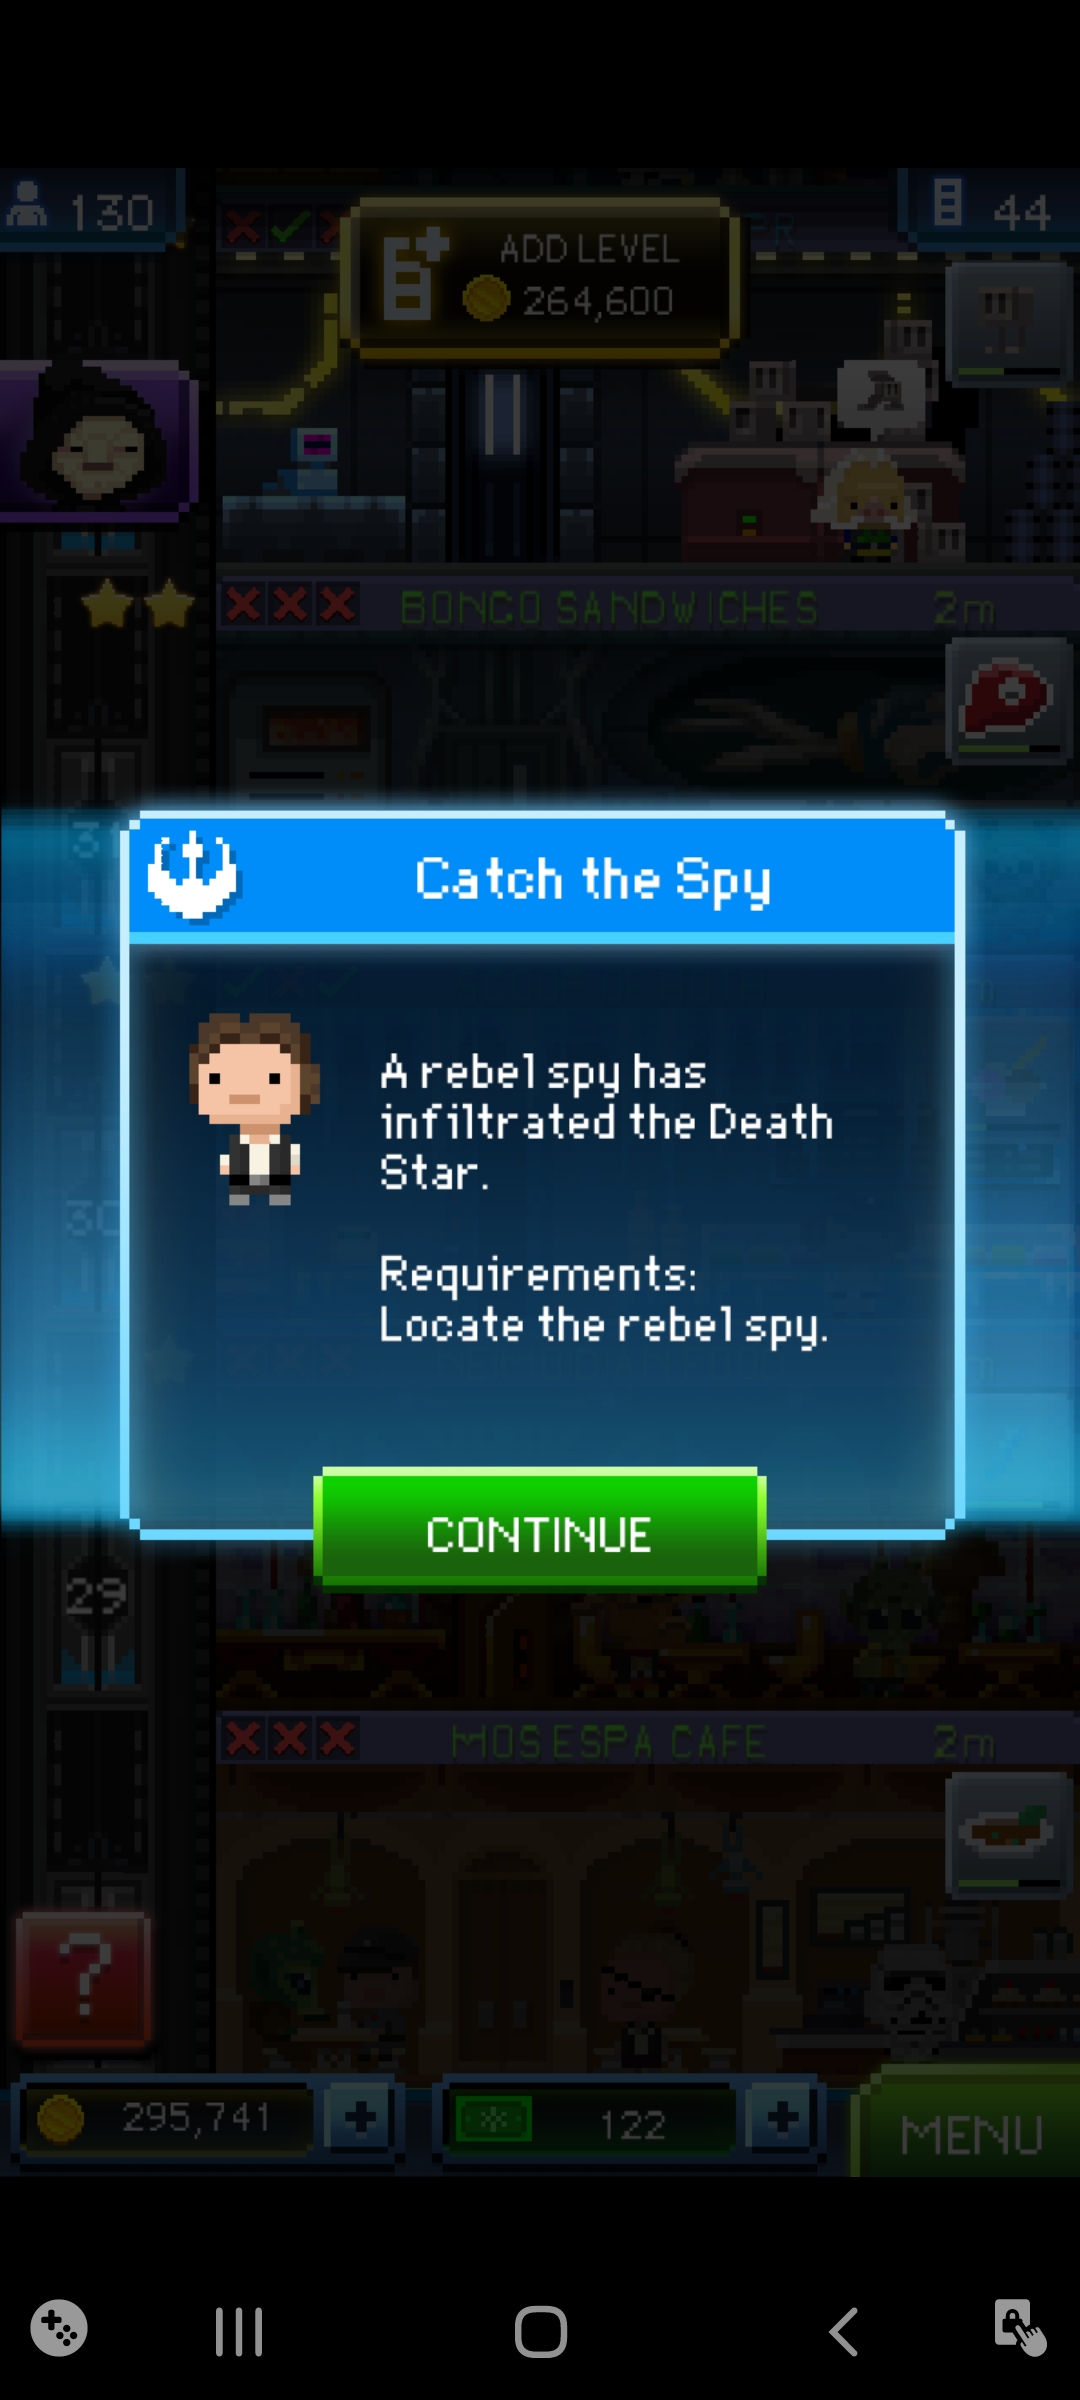 130
44
ADD LEVEL
264,600
BONGO SANDWICHES 2m
Catch the Spy
A rebel spy has
infiltrated the Death
Star.
Requirements:
Locate the rebel spy.
30
CONTINUE
29
MOS ESPA CAFE 2m
?
295,741
122
MENU